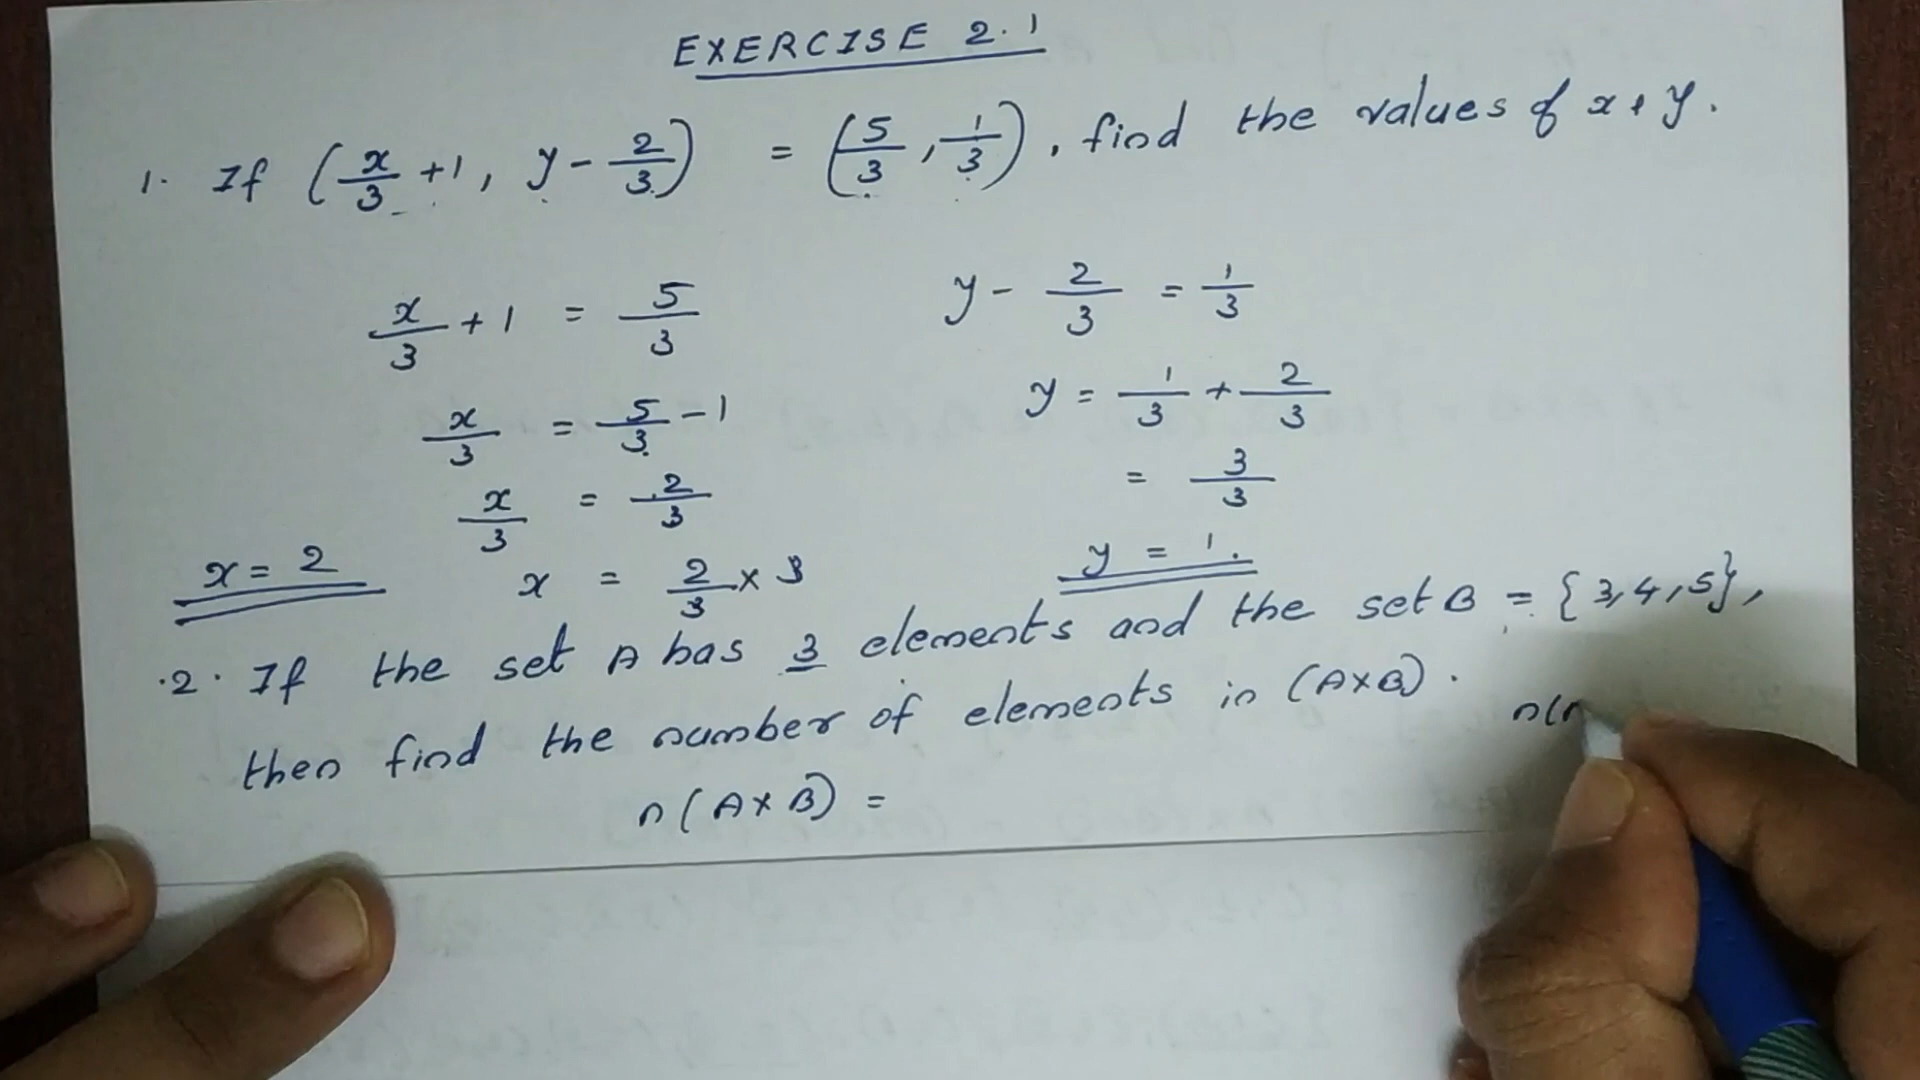 EXERCISE 2.1
1. If (x/3 + 1, y - 2/3) = (5/3, 1/3), find the values of x & y.
x/3 + 1 = 5/3
y - 2/3 = 1/3
x/3 = 5/3 - 1
y = 1/3 + 2/3
x/3 = 2/3
= 3/3
x = 2
x = 2/3 × 3
y = 1.
2. If the set A has 3 elements and the set B = {3,4,5},
then find the number of elements in (A×B).
n(
n(A×B) =